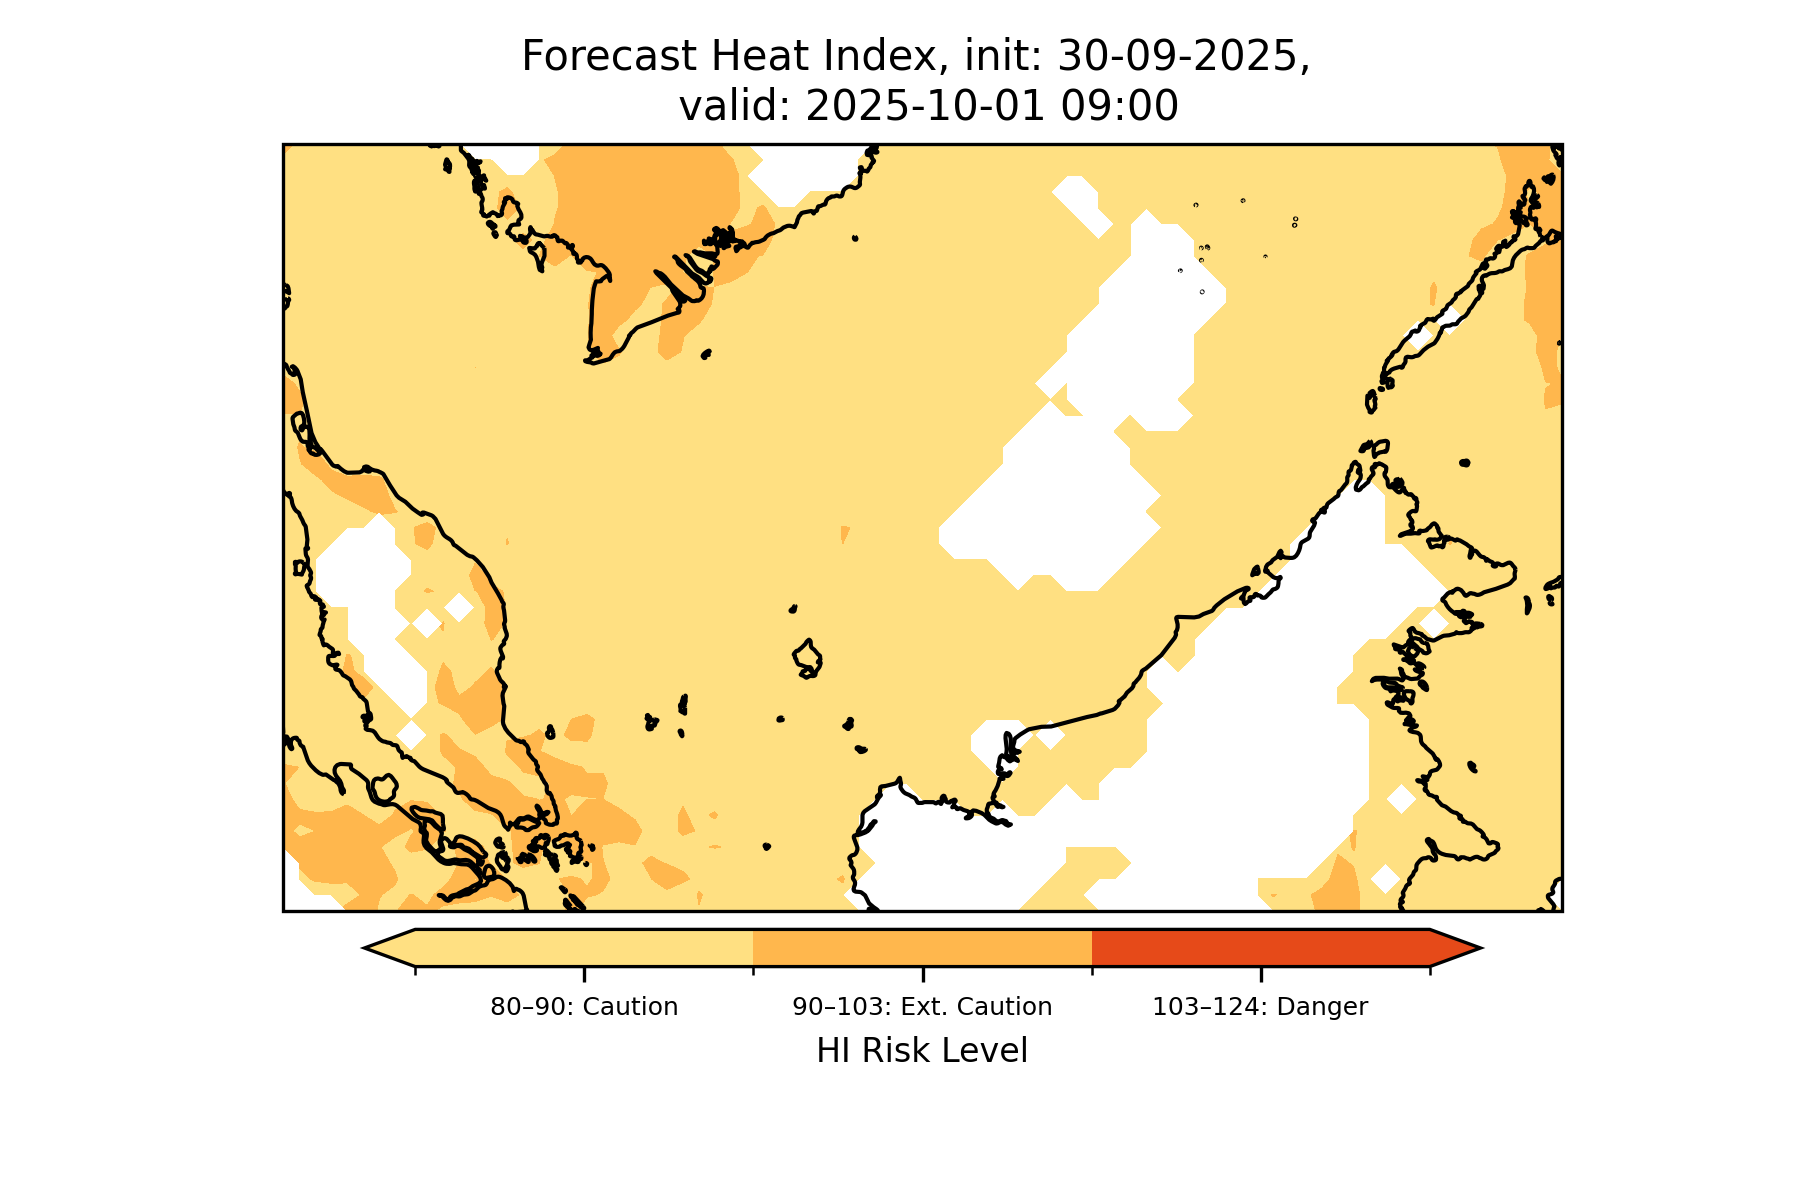 Forecast Heat Index, init: 30-09-2025,
valid: 2025-10-01 09:00
80–90: Caution
90–103: Ext. Caution
103–124: Danger
HI Risk Level